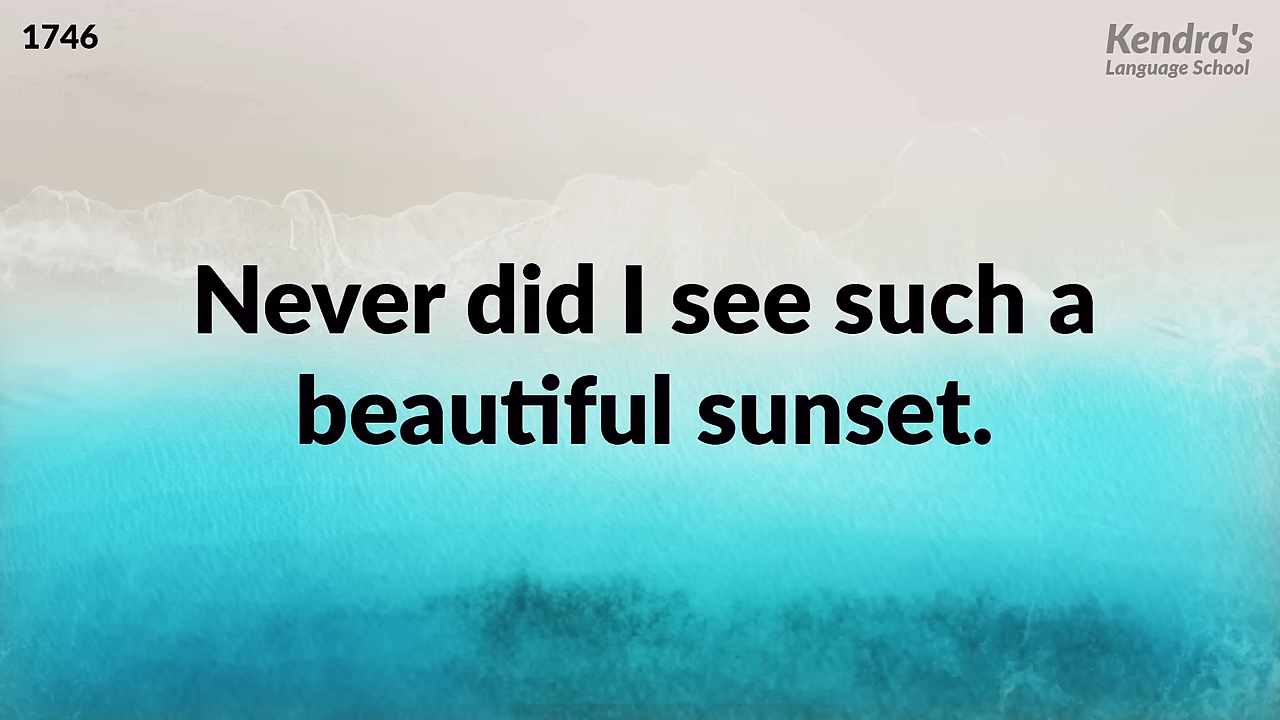 1746
Kendra's
Language School
Never did I see such a
beautiful sunset.